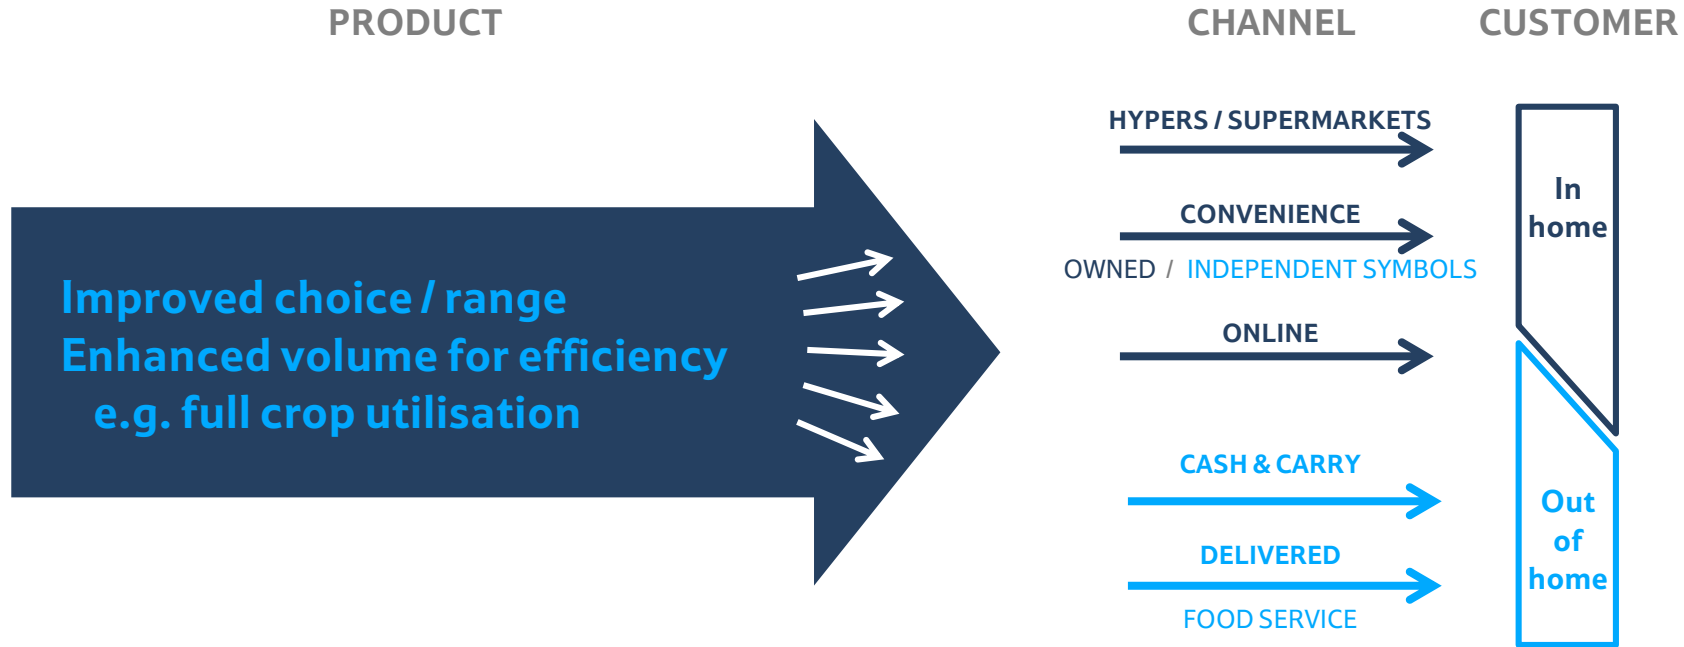 PRODUCT
CHANNEL
CUSTOMER
Improved choice / range
Enhanced volume for efficiency
e.g. full crop utilisation
HYPERS / SUPERMARKETS
CONVENIENCE
OWNED / INDEPENDENT SYMBOLS
ONLINE
CASH & CARRY
DELIVERED
FOOD SERVICE
In
home
Out
of
home